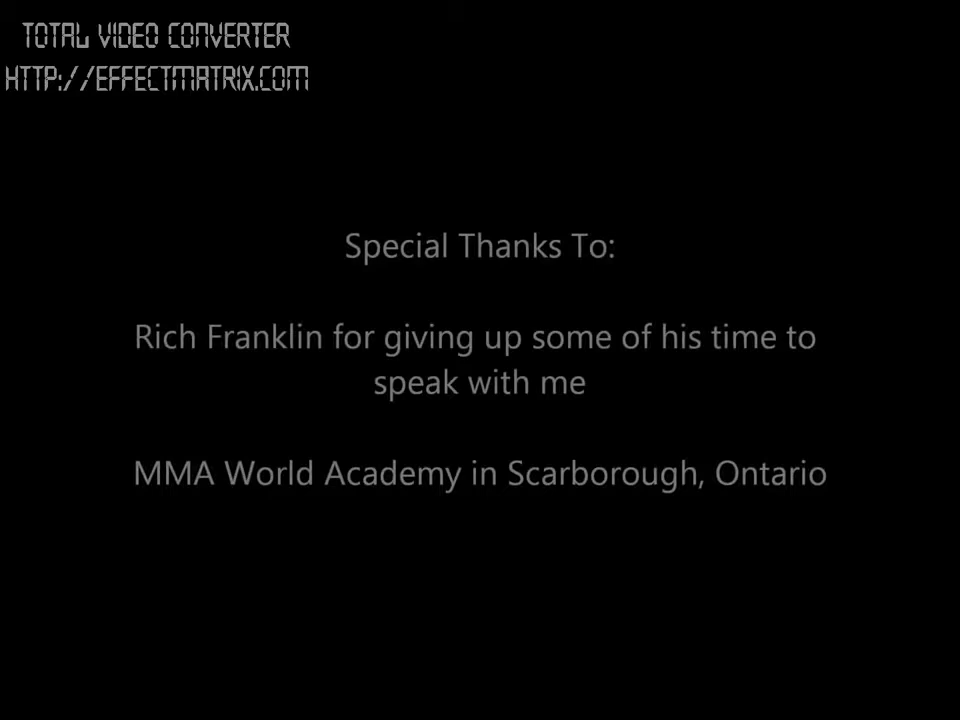 TOTAL VIDEO CONVERTER
HTTP://EFFECTMATRIX.COM
Special Thanks To:
Rich Franklin for giving up some of his time to
speak with me
MMA World Academy in Scarborough, Ontario